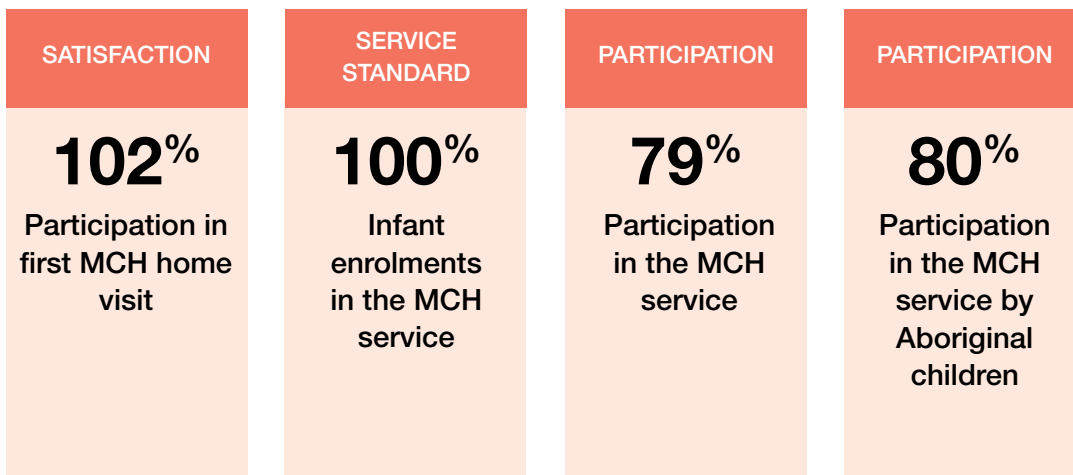 SATISFACTION
102%
Participation in
first MCH home
visit
SERVICE
STANDARD
100%
Infant
enrolments
in the MCH
service
PARTICIPATION
79%
Participation
in the MCH
service
PARTICIPATION
80%
Participation
in the MCH
service by
Aboriginal
children